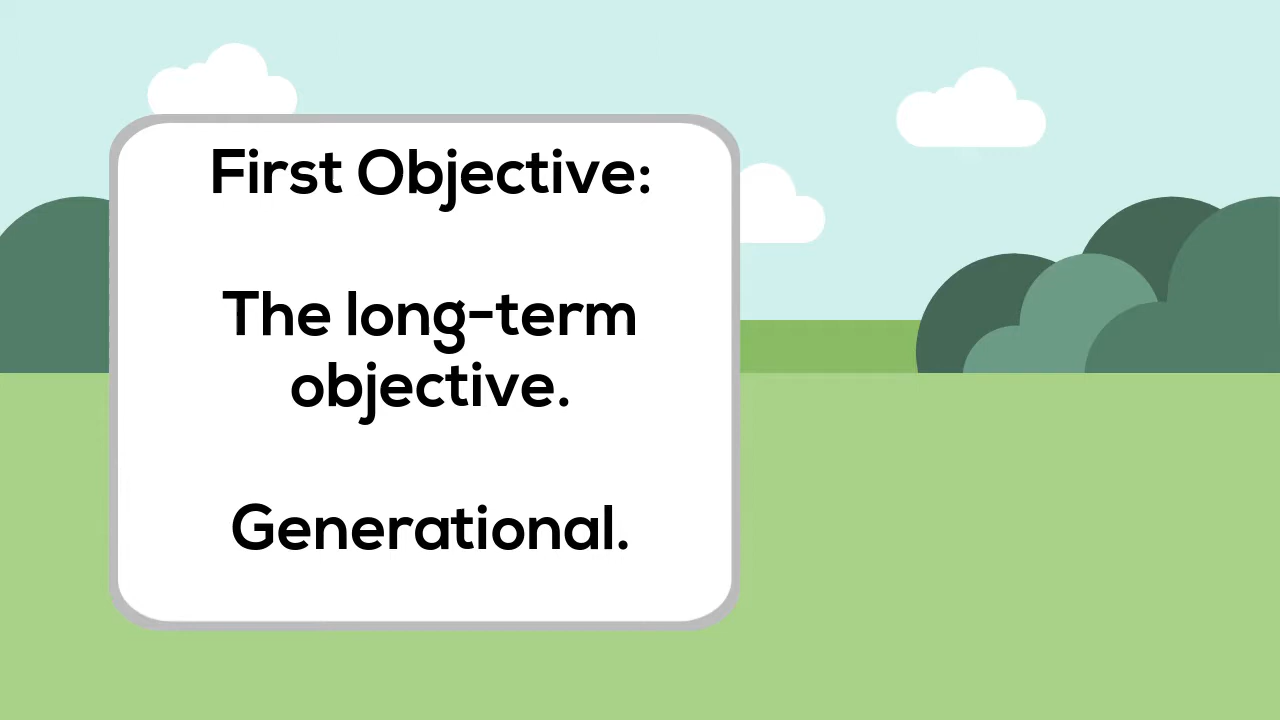 First Objective:
The long-term
objective.
Generational.